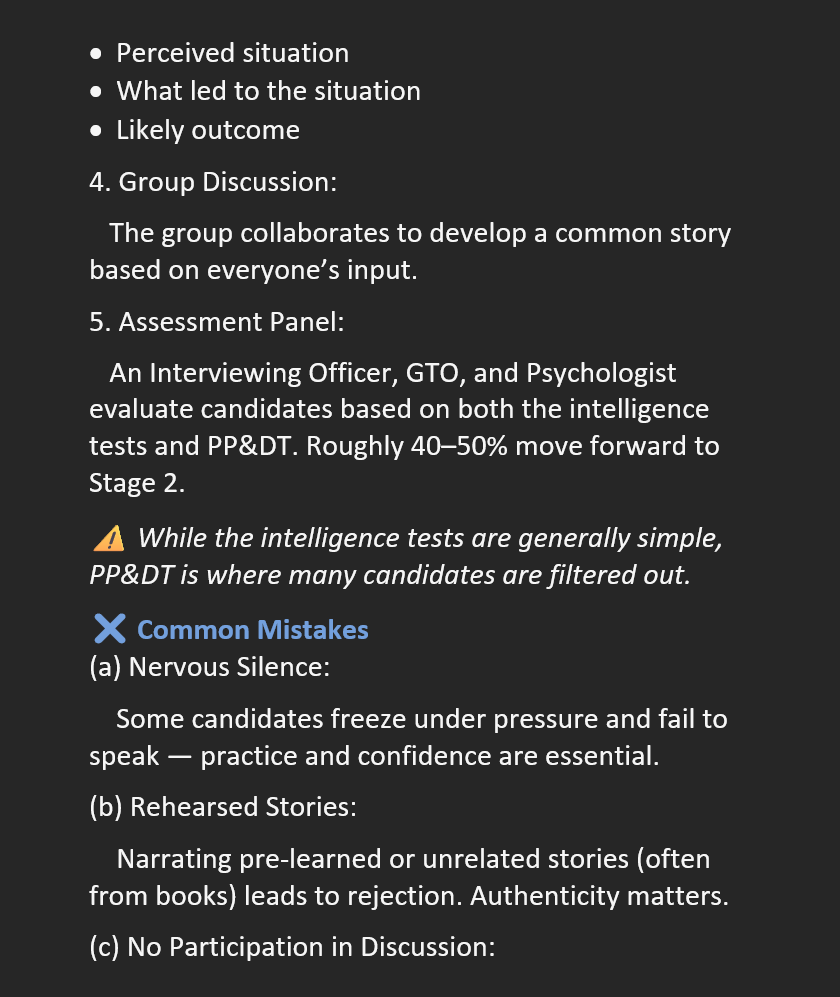 • Perceived situation
• What led to the situation
• Likely outcome
4. Group Discussion:
The group collaborates to develop a common story
based on everyone’s input.
5. Assessment Panel:
An Interviewing Officer, GTO, and Psychologist
evaluate candidates based on both the intelligence
tests and PP&DT. Roughly 40–50% move forward to
Stage 2.
⚠️ While the intelligence tests are generally simple,
PP&DT is where many candidates are filtered out.
❌ Common Mistakes
(a) Nervous Silence:
Some candidates freeze under pressure and fail to
speak — practice and confidence are essential.
(b) Rehearsed Stories:
Narrating pre-learned or unrelated stories (often
from books) leads to rejection. Authenticity matters.
(c) No Participation in Discussion: